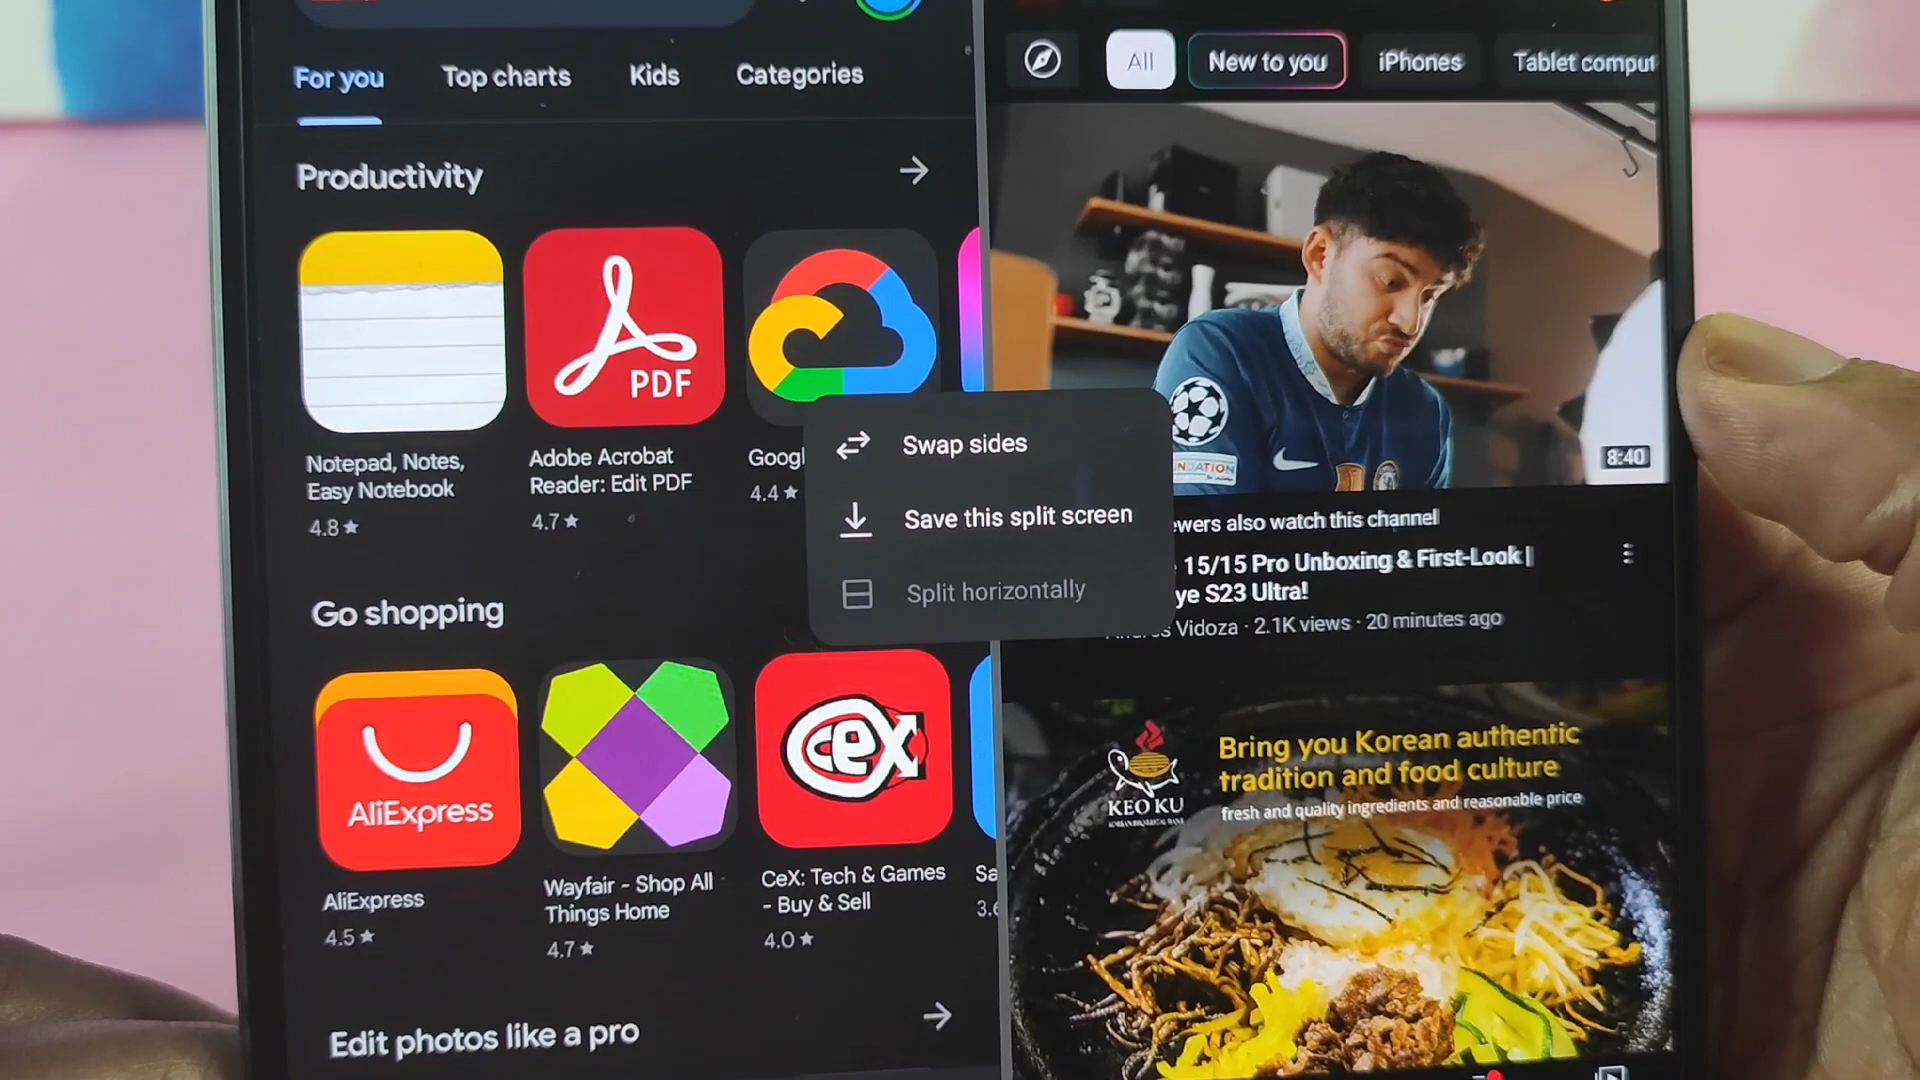 For you
Top charts
Kids
Categories
Productivity
PDF
Notepad, Notes,
Easy Notebook
4.8 ★
Adobe Acrobat
Reader: Edit PDF
4.7 ★
Googl
4.4 ★
Swap sides
Save this split screen
Split horizontally
Go shopping
AliExpress
AliExpress
4.5 ★
Wayfair - Shop All
Things Home
4.7 ★
cex
CeX: Tech & Games
- Buy & Sell
4.0 ★
Sa
3.6
Edit photos like a pro
All
New to you
iPhones
Tablet comput
NDATION
8:40
ewers also watch this channel
15/15 Pro Unboxing & First-Look |
ye S23 Ultra!
Vidoza · 2.1K views · 20 minutes ago
KEO KU
Bring you Korean authentic
tradition and food culture
fresh and quality ingredients and reasonable price